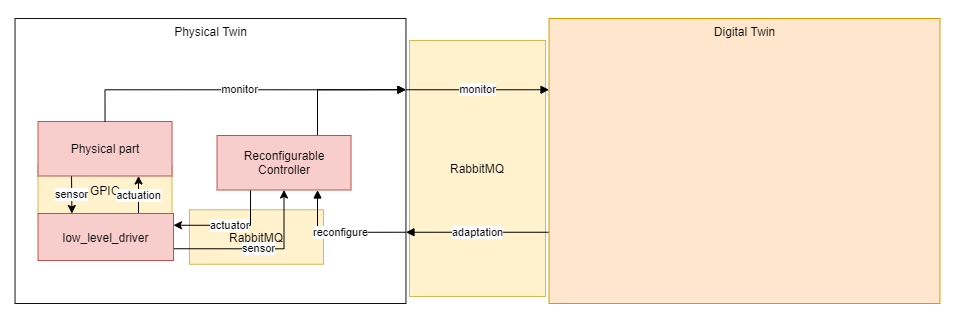 Physical Twin
Digital Twin
monitor
monitor
Physical part
Reconfigurable
Controller
RabbitMQ
sensor
actuation
actuator
reconfigure
adaptation
low_level_driver
RabbitMQ
sensor